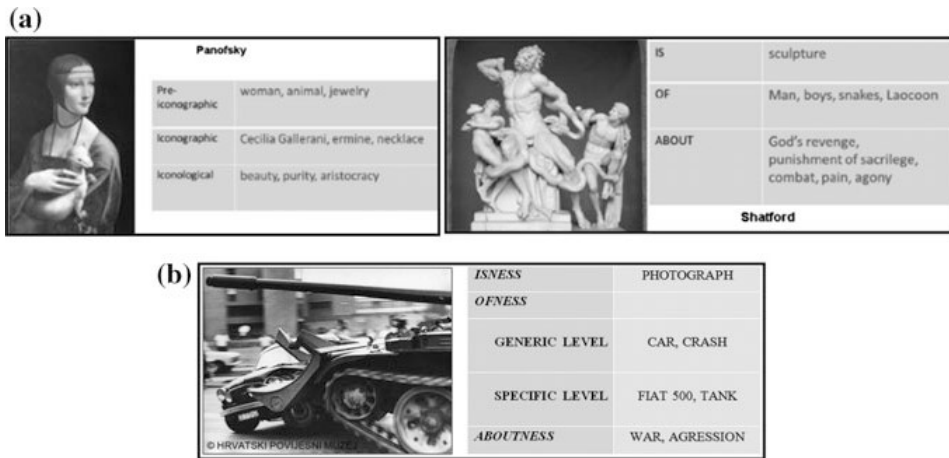 (a)
Panofsky
Pre-
iconographic
woman, animal, jewelry
Iconographic
Cecilia Gallerani, ermine, necklace
Iconological
beauty, purity, aristocracy
IS
sculpture
OF
Man, boys, snakes, Laocoon
ABOUT
God's revenge,
punishment of sacrilege,
combat, pain, agony
Shatford
(b)
ISNESS
PHOTOGRAPH
OFNESS
GENERIC LEVEL
CAR, CRASH
SPECIFIC LEVEL
FIAT 500, TANK
ABOUTNESS
WAR, AGRESSION
© HRVATSKI POVIJESNI MUZEJ